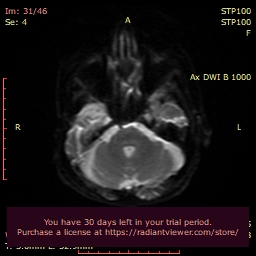 Im: 31/46
Se: 4
A
STP100
STP100
F
Ax DWI B 1000
R
L
You have 30 days left in your trial period.
Purchase a license at https://radiantviewer.com/store/